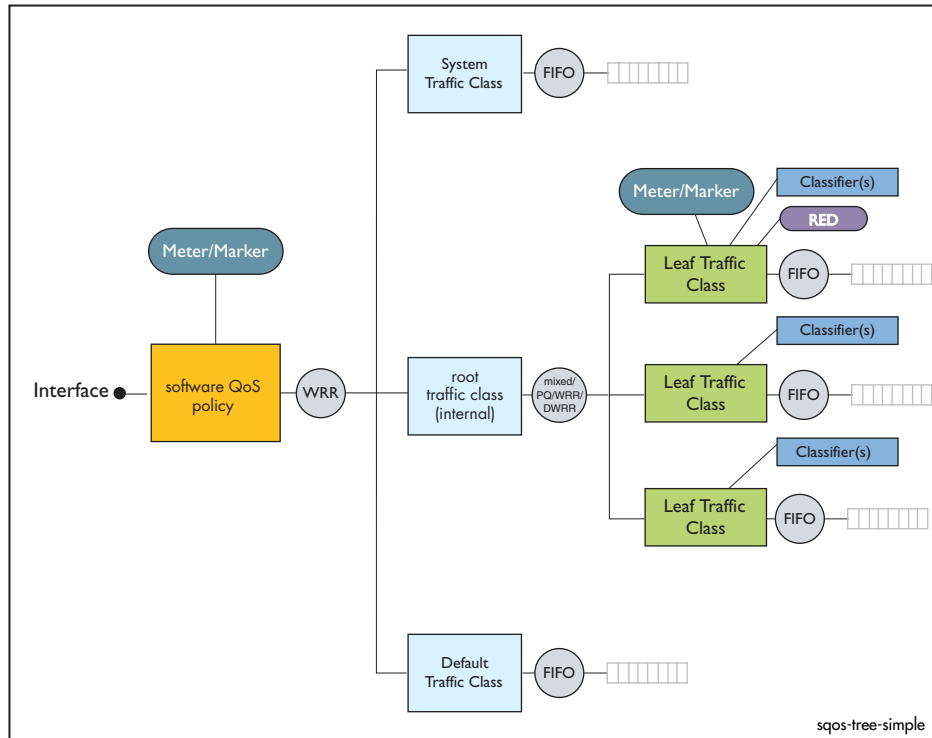 System
Traffic Class
FIFO
Meter/Marker
Classifier(s)
RED
Leaf Traffic
Class
FIFO
Meter/Marker
Interface
software QoS
policy
WRR
root
traffic class
(internal)
mixed/
PQ/WRR/
DWRR
Classifier(s)
Leaf Traffic
Class
FIFO
Classifier(s)
Leaf Traffic
Class
FIFO
Default
Traffic Class
FIFO
sqos-tree-simple